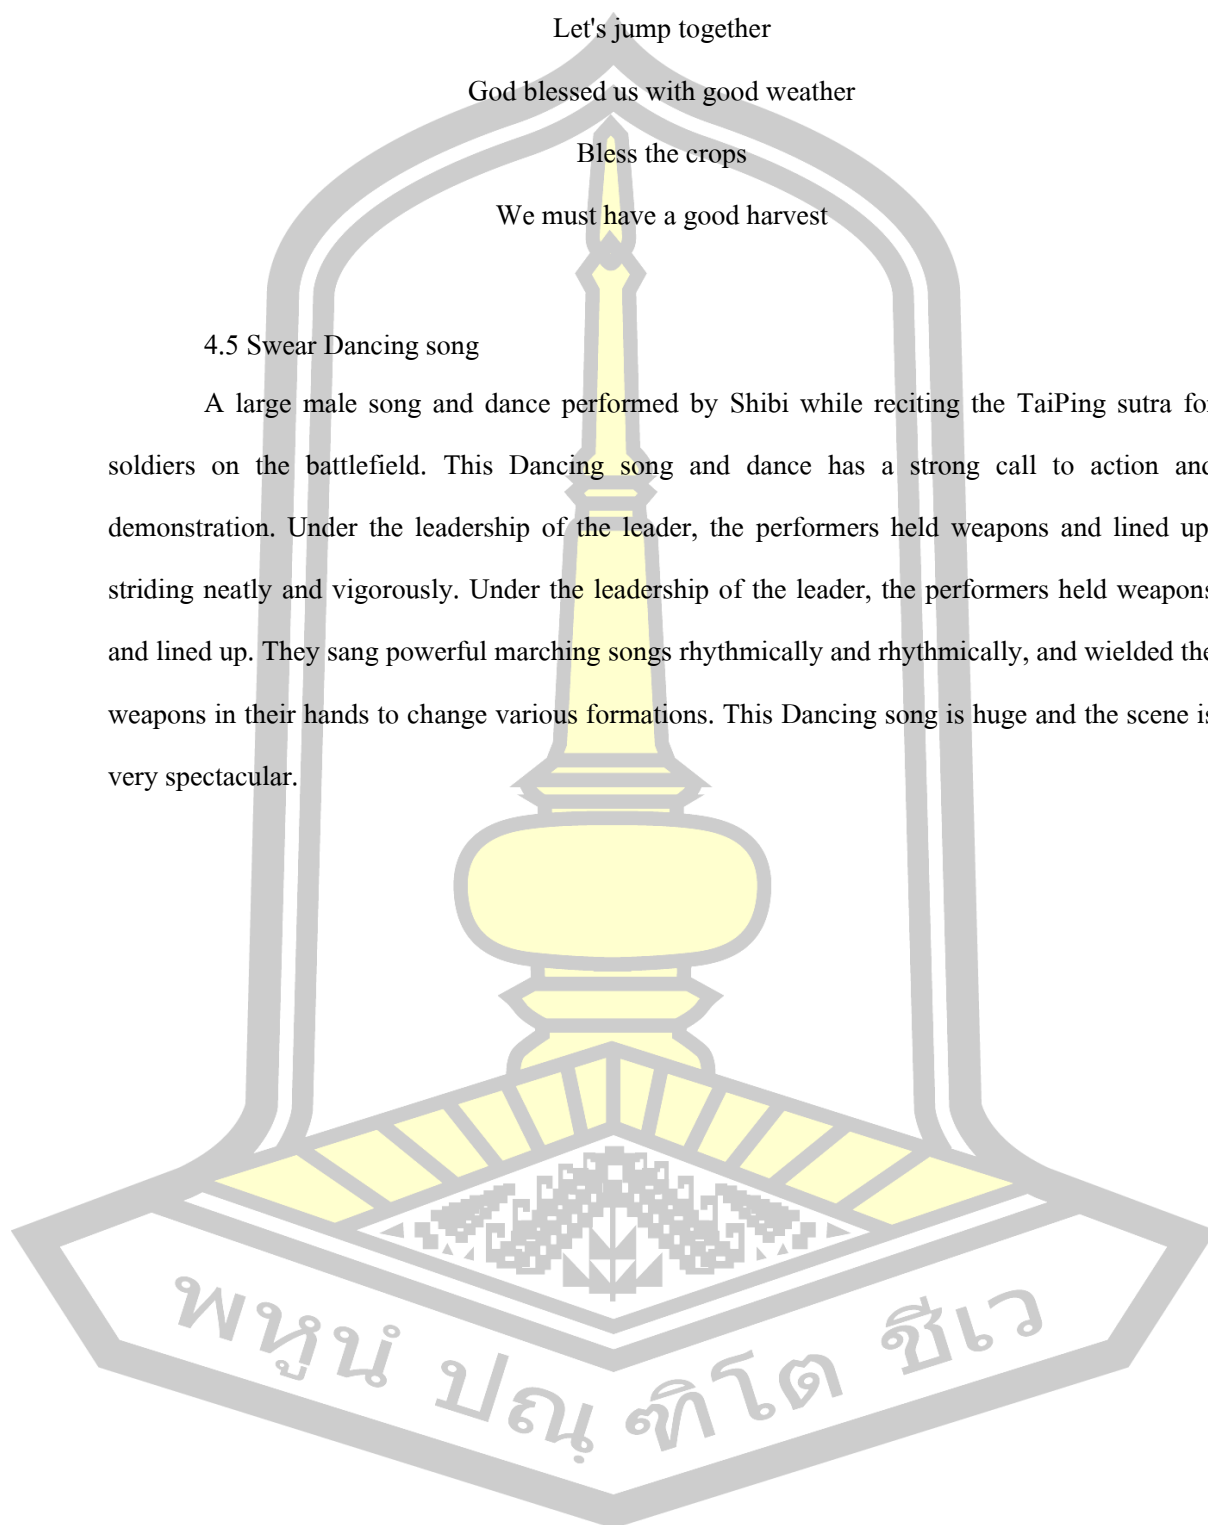 Let's jump together
God blessed us with good weather
Bless the crops
We must have a good harvest
4.5 Swear Dancing song
A large male song and dance performed by Shibi while reciting the TaiPing sutra for
soldiers on the battlefield. This Dancing song and dance has a strong call to action and
demonstration. Under the leadership of the leader, the performers held weapons and lined up
striding neatly and vigorously. Under the leadership of the leader, the performers held weapons
and lined up. They sang powerful marching songs rhythmically and rhythmically, and wielded the
weapons in their hands to change various formations. This Dancing song is huge and the scene is
very spectacular.
พหูนํ ปณฺฑิโต ชีเว